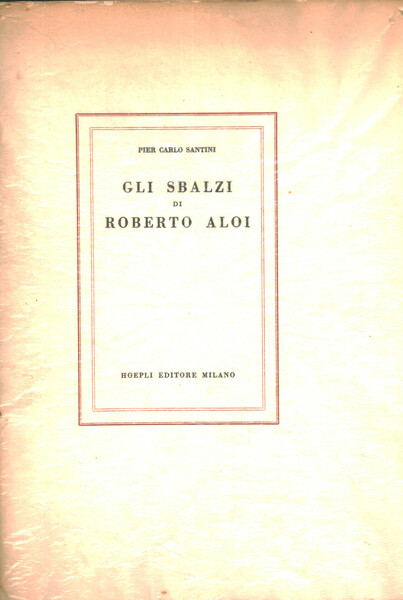 PIER CARLO SANTINI
GLI SBALZI
DI
ROBERTO ALOI
HOEPLI EDITORE MILANO